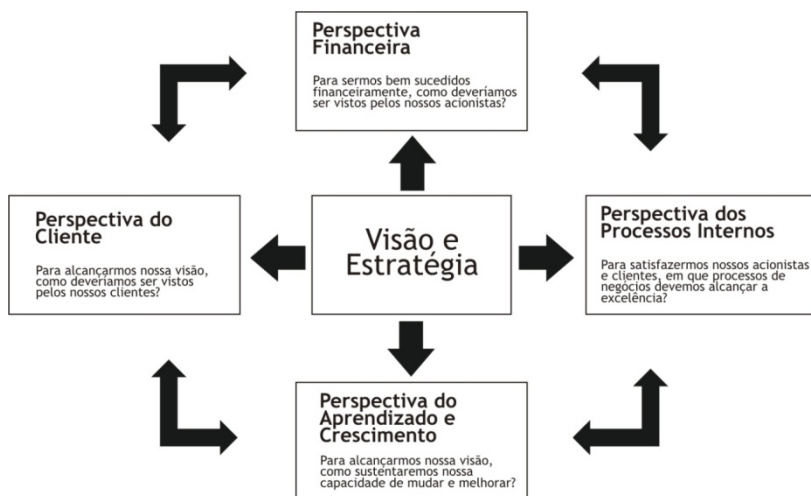 Perspectiva
Financeira
Para sermos bem sucedidos
financeiramente, como deveríamos
ser vistos pelos nossos acionistas?
Perspectiva do
Cliente
Para alcançarmos nossa visão,
como deveríamos ser vistos
pelos nossos clientes?
Visão e
Estratégia
Perspectiva dos
Processos Internos
Para satisfazermos nossos acionistas
e clientes, em que processos de
negócios devemos alcançar a
excelência?
Perspectiva do
Aprendizado e
Crescimento
Para alcançarmos nossa visão,
como sustentaremos nossa
capacidade de mudar e melhorar?